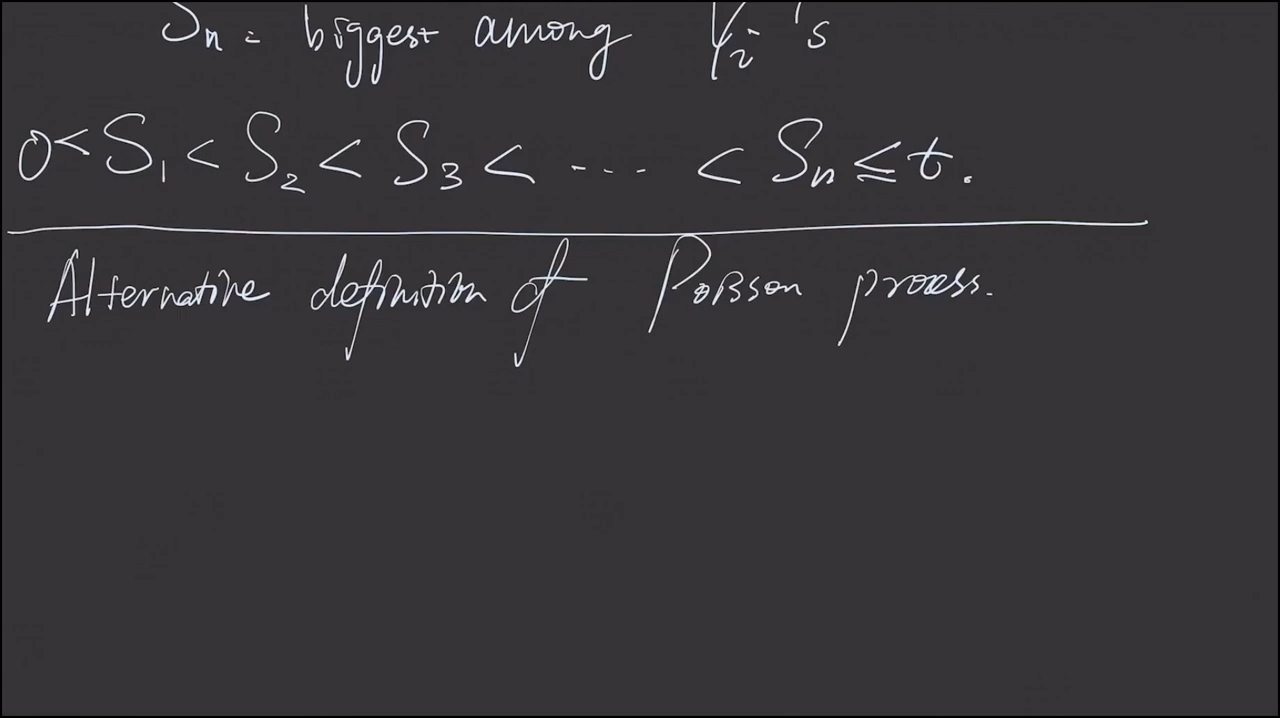 Sn = biggest among Yi's
0 < S1 < S2 < S3 < ... < Sn ≤ t.
Alternative definition of Poisson process.